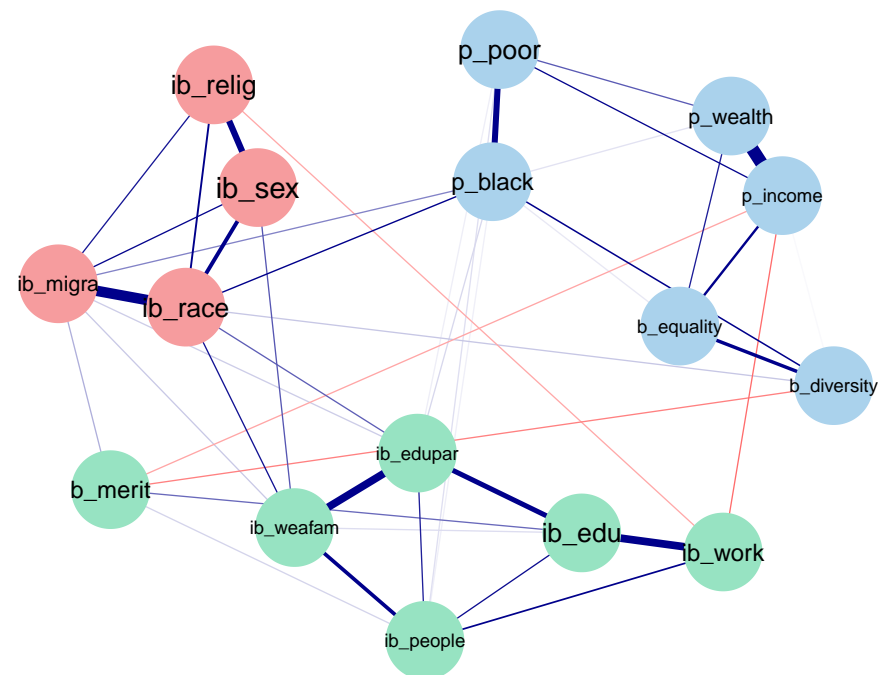 p_poor
ib_relig
p_wealth
p_black
ib_sex
p_income
ib_migra
ib_race
b_equality
b_diversity
ib_edupar
b_merit
ib_weafam
ib_edu
ib_work
ib_people